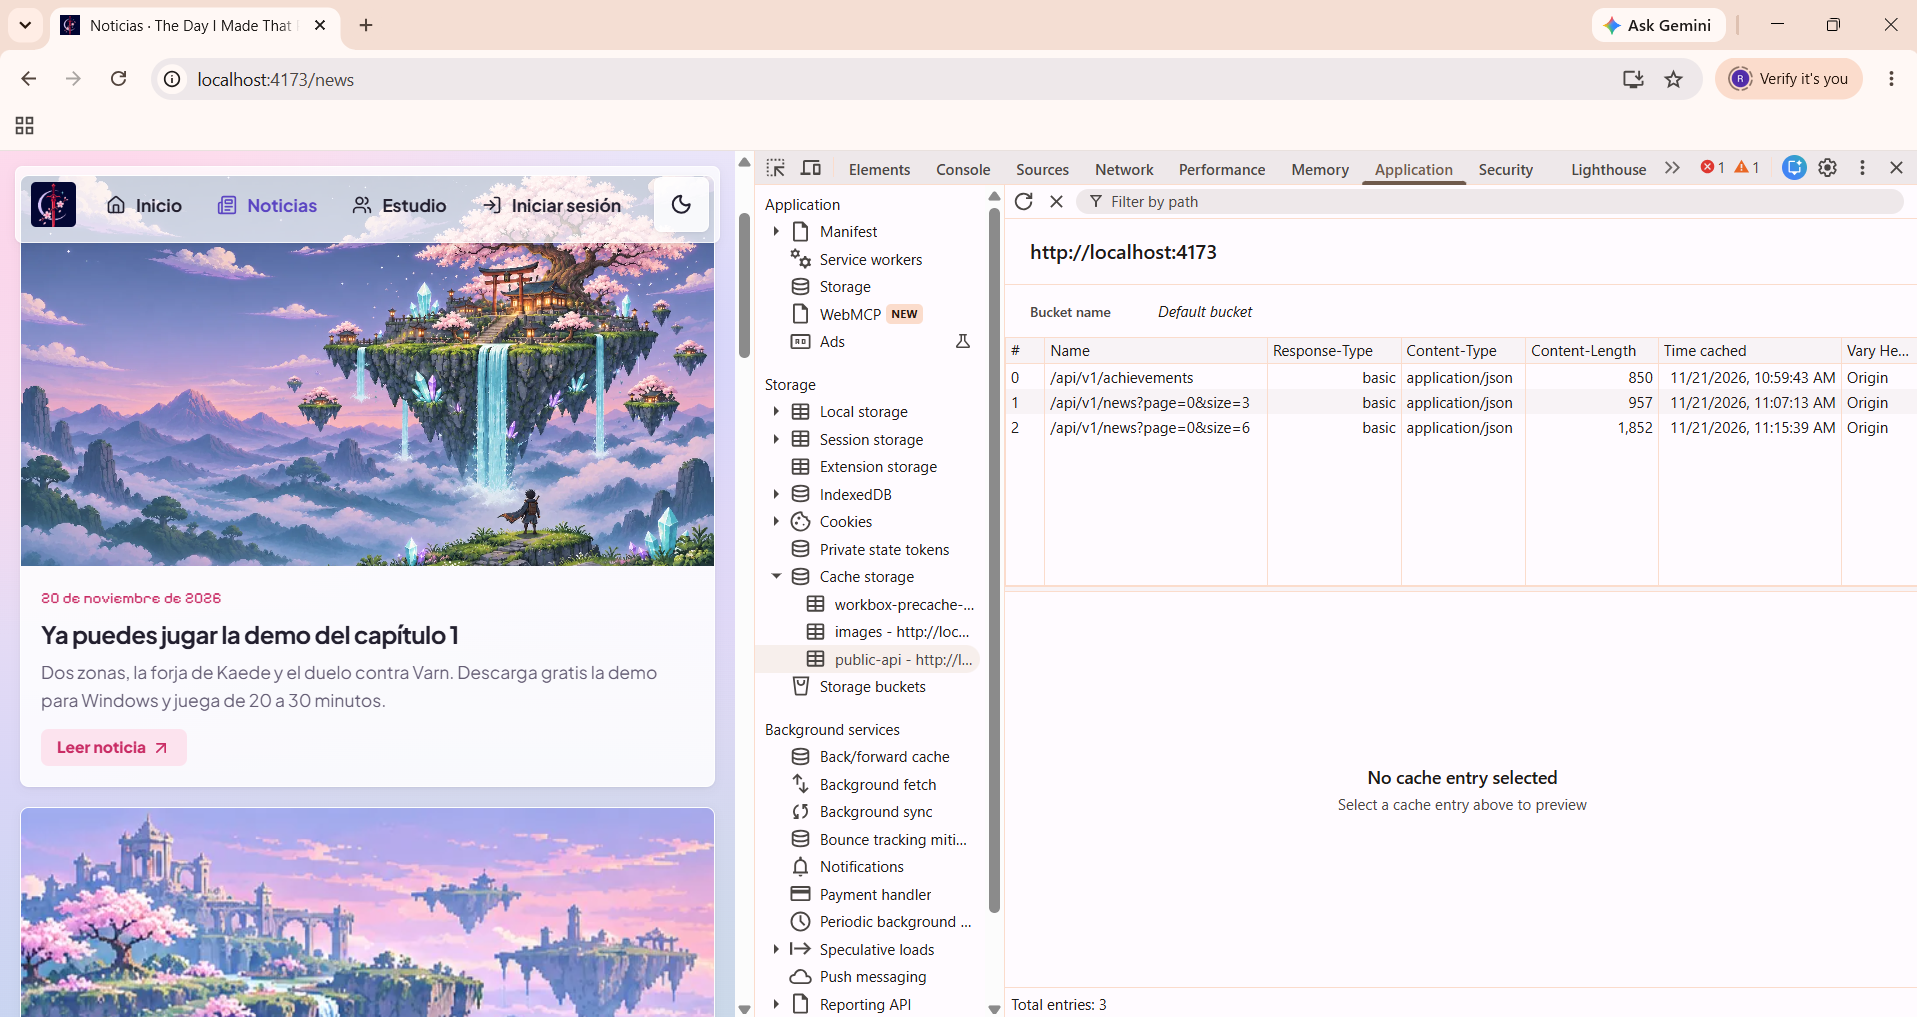 Noticias · The Day I Made That
Ask Gemini
localhost:4173/news
R
Verify it's you
Inicio
Noticias
Estudio
Iniciar sesión
20 de noviembre de 2026
Ya puedes jugar la demo del capítulo 1
Dos zonas, la forja de Kaede y el duelo contra Varn. Descarga gratis la demo
para Windows y juega de 20 a 30 minutos.
Leer noticia
Elements
Console
Sources
Network
Performance
Memory
Application
Security
Lighthouse
1
1
Application
Manifest
Service workers
Storage
WebMCP NEW
Ads
Storage
Local storage
Session storage
Extension storage
IndexedDB
Cookies
Private state tokens
Cache storage
workbox-precache-...
images - http://loc...
public-api - http://l...
Storage buckets
Background services
Back/forward cache
Background fetch
Background sync
Bounce tracking miti...
Notifications
Payment handler
Periodic background ...
Speculative loads
Push messaging
Reporting API
Filter by path
http://localhost:4173
Bucket name Default bucket
# Name Response-Type Content-Type Content-Length Time cached Vary He...
0 /api/v1/achievements basic application/json 850 11/21/2026, 10:59:43 AM Origin
1 /api/v1/news?page=0&size=3 basic application/json 957 11/21/2026, 11:07:13 AM Origin
2 /api/v1/news?page=0&size=6 basic application/json 1,852 11/21/2026, 11:15:39 AM Origin
No cache entry selected
Select a cache entry above to preview
Total entries: 3